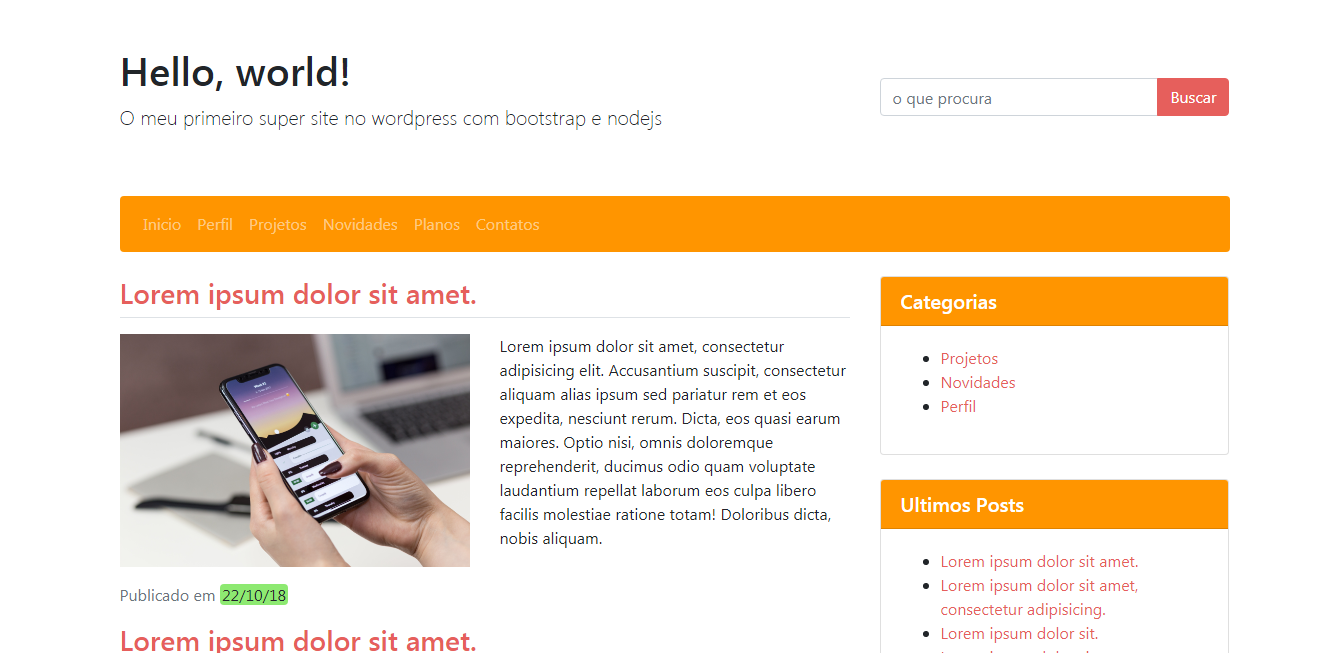 Hello, world!
O meu primeiro super site no wordpress com bootstrap e nodejs
o que procura
Buscar
Inicio Perfil Projetos Novidades Planos Contatos
Lorem ipsum dolor sit amet.
Lorem ipsum dolor sit amet, consectetur
adipisicing elit. Accusantium suscipit, consectetur
aliquam alias ipsum sed pariatur rem et eos
expedita, nesciunt rerum. Dicta, eos quasi earum
maiores. Optio nisi, omnis doloremque
reprehenderit, ducimus odio quam voluptate
laudantium repellat laborum eos culpa libero
facilis molestiae ratione totam! Doloribus dicta,
nobis aliquam.
Publicado em 22/10/18
Lorem ipsum dolor sit amet.
Categorias
Projetos
Novidades
Perfil
Ultimos Posts
Lorem ipsum dolor sit amet.
Lorem ipsum dolor sit amet,
consectetur adipisicing.
Lorem ipsum dolor sit.